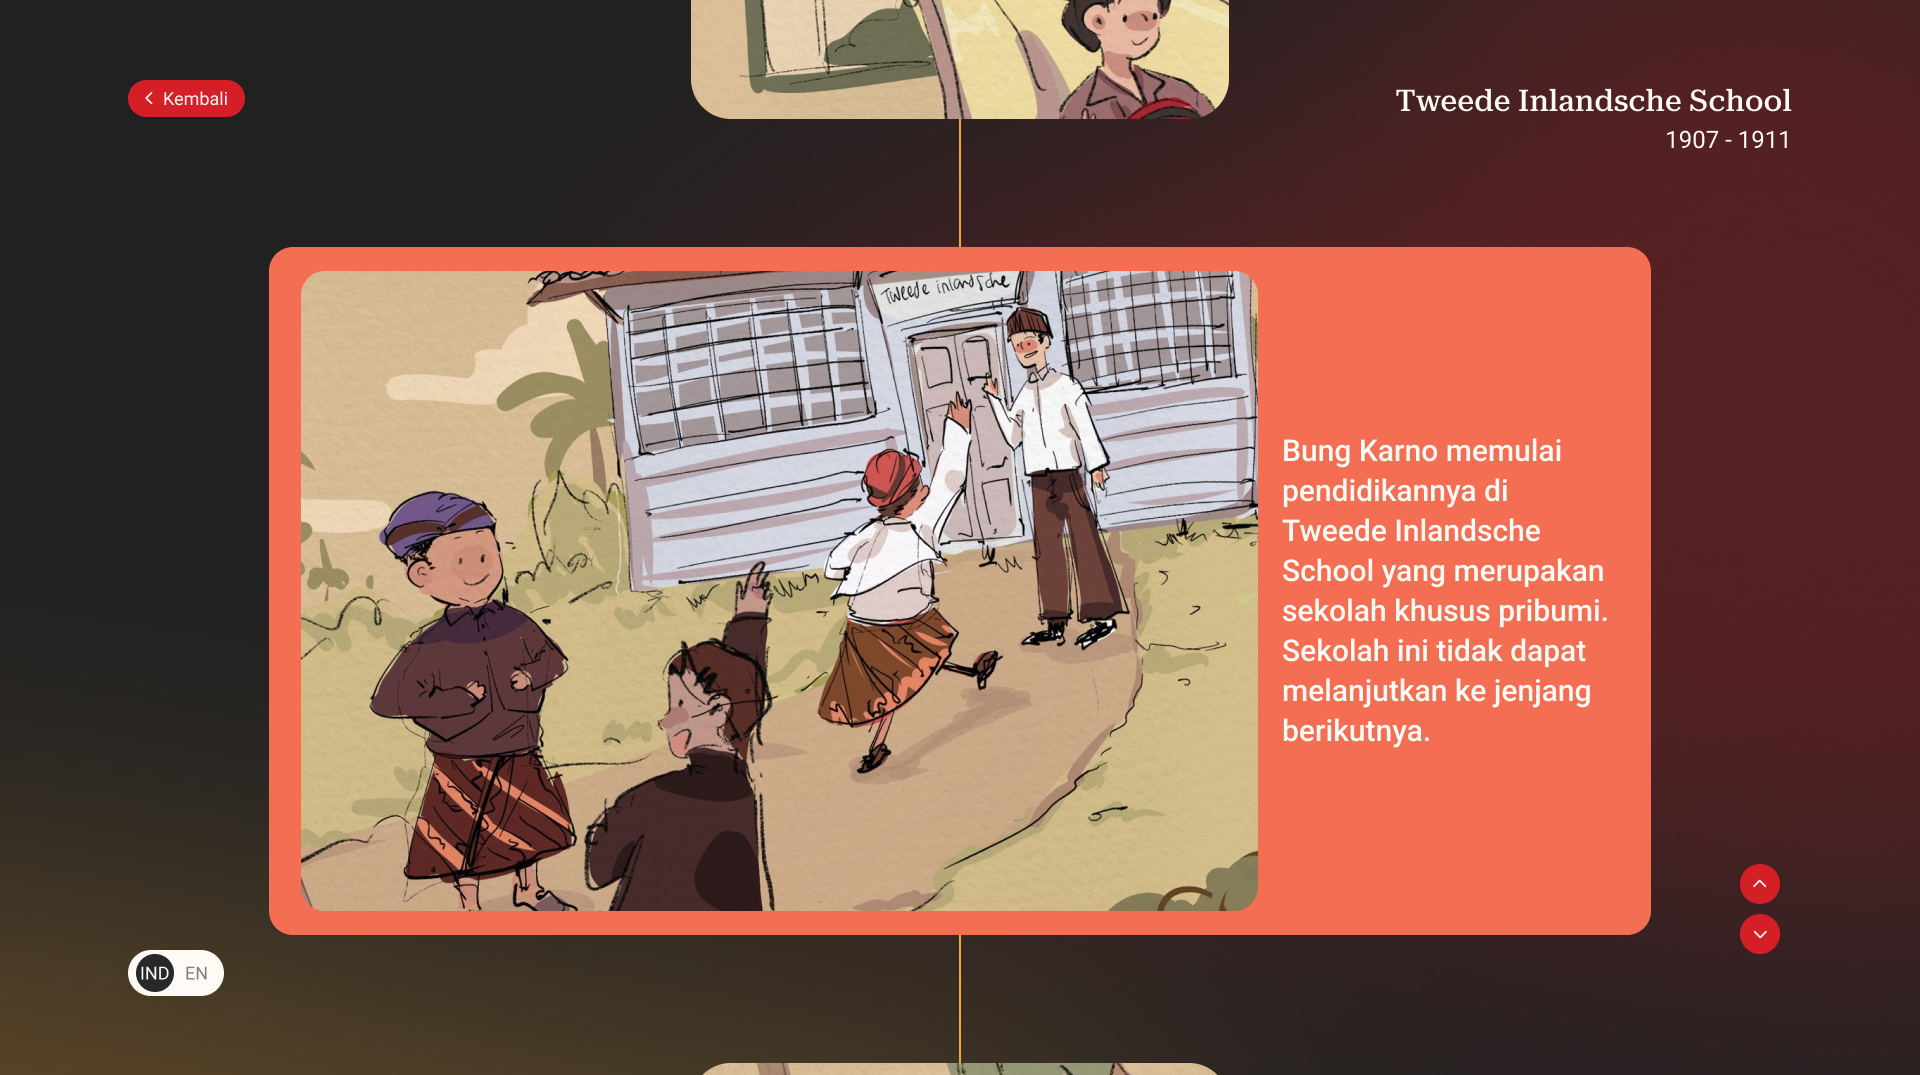 Kembali
Tweede Inlandsche School
1907 - 1911
Tweede inlandsche
Bung Karno memulai
pendidikannya di
Tweede Inlandsche
School yang merupakan
sekolah khusus pribumi.
Sekolah ini tidak dapat
melanjutkan ke jenjang
berikutnya.
IND EN